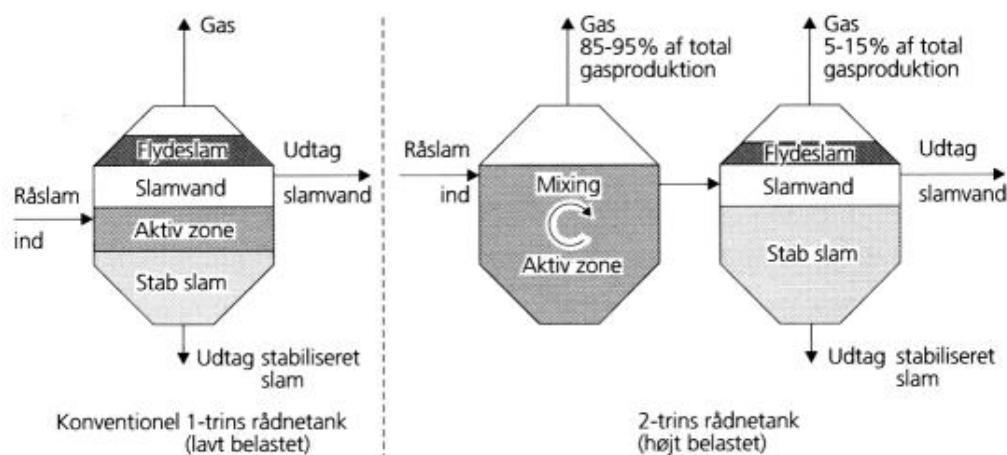 Gas
Flydeslam
Udtag
Slamvand
slamvand
Råslam
ind
Aktiv zone
Stab slam
Udtag stabiliseret
slam
Konventionel 1-trins rådnetank
(lavt belastet)
Gas
85-95% af total
gasproduktion
Råslam
ind
Mixing
Aktiv zone
Gas
5-15% af total
gasproduktion
Flydeslam
Udtag
Slamvand
slamvand
Stab slam
Udtag stabiliseret
slam
2-trins rådnetank
(højt belastet)